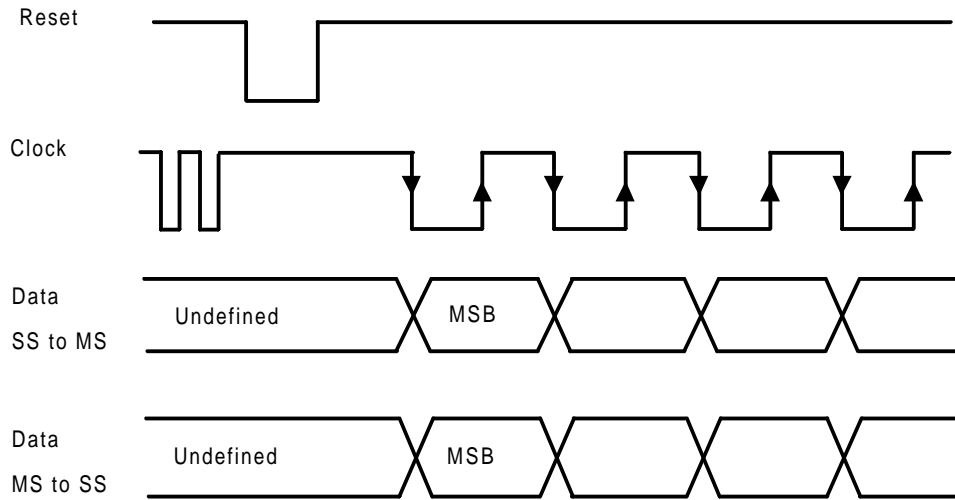 Reset
Clock
Data
SS to MS
Undefined
MSB
Data
MS to SS
Undefined
MSB